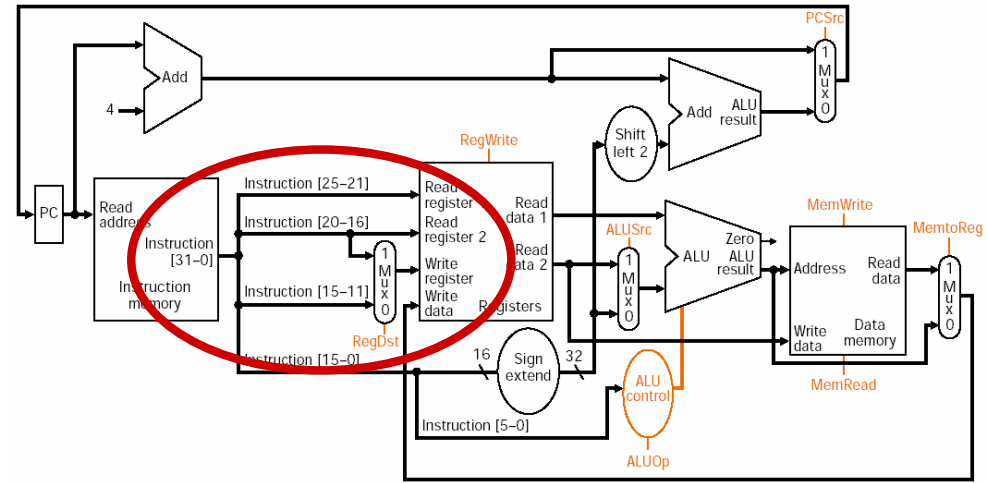 PCSrc
1
M
u
x
0
Add
4
Add
ALU
result
Shift
left 2
RegWrite
PC
Read
address
Instruction
[31–0]
Instruction
memory
Instruction [25–21]
Instruction [20–16]
Instruction [15–11]
Instruction [15–0]
1
M
u
x
0
RegDst
Read
register
Read
register 2
Write
register
Write
data
Read
data 1
Read
data 2
Registers
ALUSrc
1
M
u
x
0
Zero
ALU
ALU
result
MemWrite
Address
Read
data
Write
data
Data
memory
MemRead
MemtoReg
1
M
u
x
0
16
Sign
extend
32
ALU
control
Instruction [5–0]
ALUOp